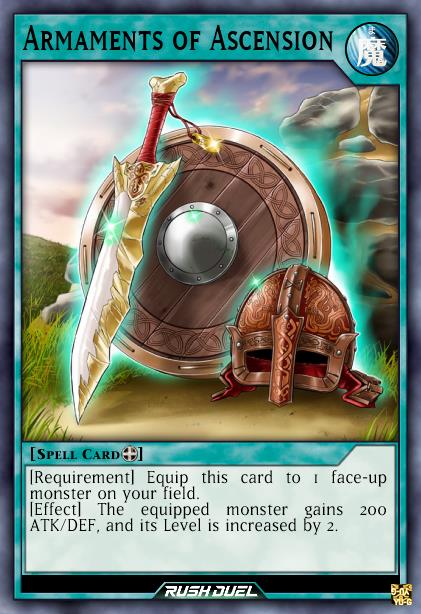 Armaments of Ascension
ま
魔
[Spell Card]
[Requirement] Equip this card to 1 face-up
monster on your field.
[Effect] The equipped monster gains 200
ATK/DEF, and its Level is increased by 2.
RUSH DUEL